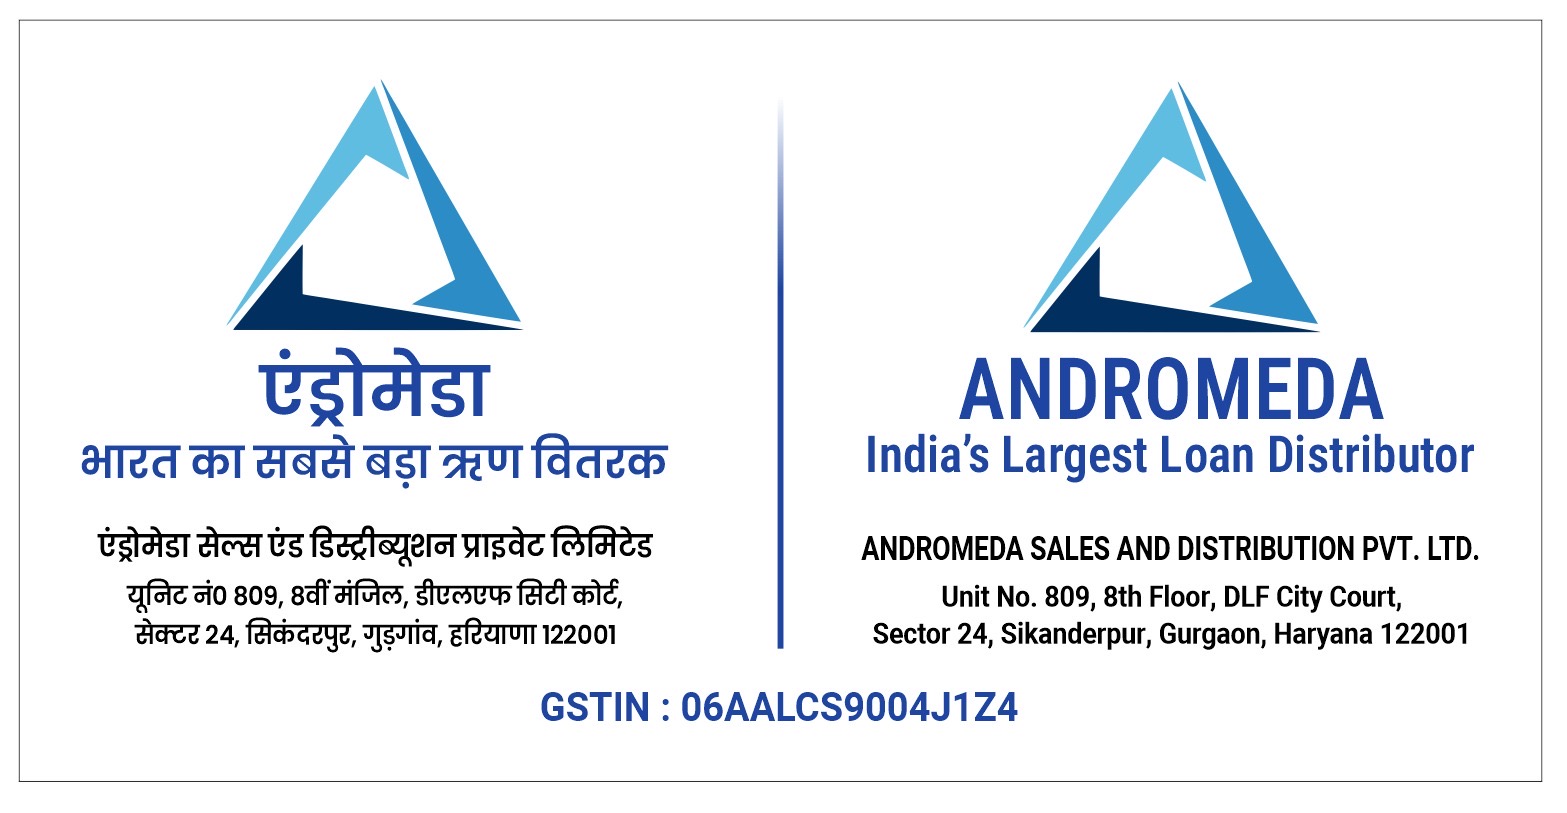 एंड्रोमेडा
भारत का सबसे बड़ा ऋण वितरक
एंड्रोमेडा सेल्स एंड डिस्ट्रीब्यूशन प्राइवेट लिमिटेड
यूनिट नं0 809, 8वीं मंजिल, डीएलएफ सिटी कोर्ट,
सेक्टर 24, सिकंदरपुर, गुड़गांव, हरियाणा 122001
ANDROMEDA
India’s Largest Loan Distributor
ANDROMEDA SALES AND DISTRIBUTION PVT. LTD.
Unit No. 809, 8th Floor, DLF City Court,
Sector 24, Sikanderpur, Gurgaon, Haryana 122001
GSTIN : 06AALCS9004J1Z4